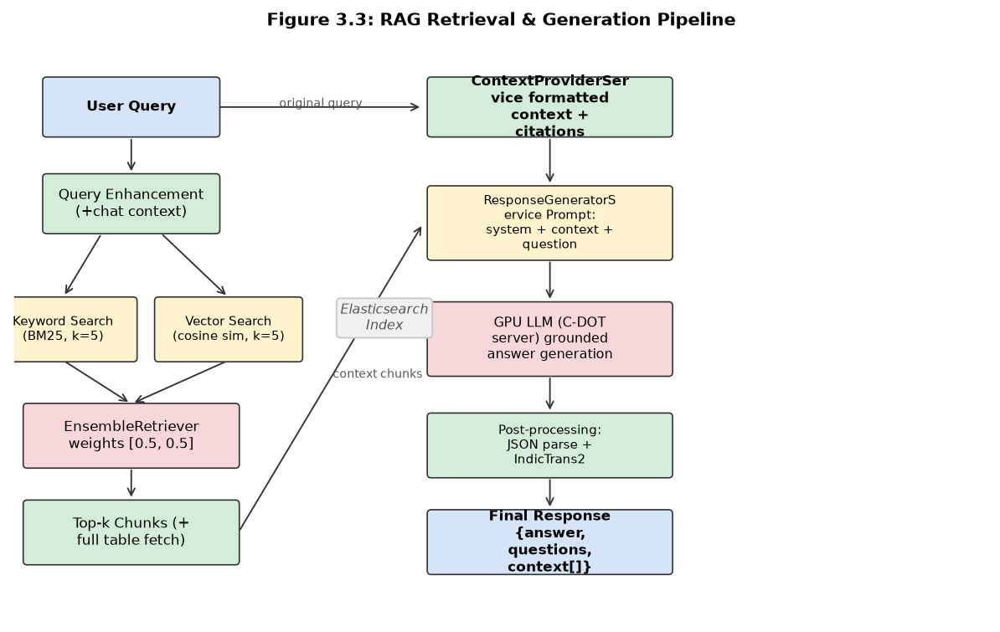 Figure 3.3: RAG Retrieval & Generation Pipeline
User Query
original query
ContextProviderSer
vice formatted
context +
citations
Query Enhancement
(+chat context)
ResponseGeneratorS
ervice Prompt:
system + context +
question
Keyword Search
(BM25, k=5)
Vector Search
(cosine sim, k=5)
Elasticsearch
Index
GPU LLM (C-DOT
server) grounded
answer generation
context chunks
EnsembleRetriever
weights [0.5, 0.5]
Post-processing:
JSON parse +
IndicTrans2
Top-k Chunks (+
full table fetch)
Final Response
{answer,
questions,
context[]}